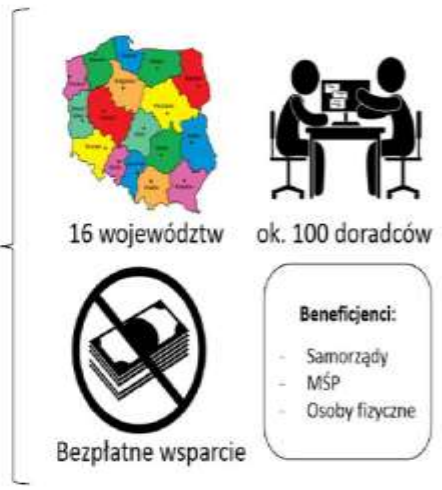 16 województw
ok. 100 doradców
Bezpłatne wsparcie
Beneficjenci:
- Samorządy
- MŚP
- Osoby fizyczne